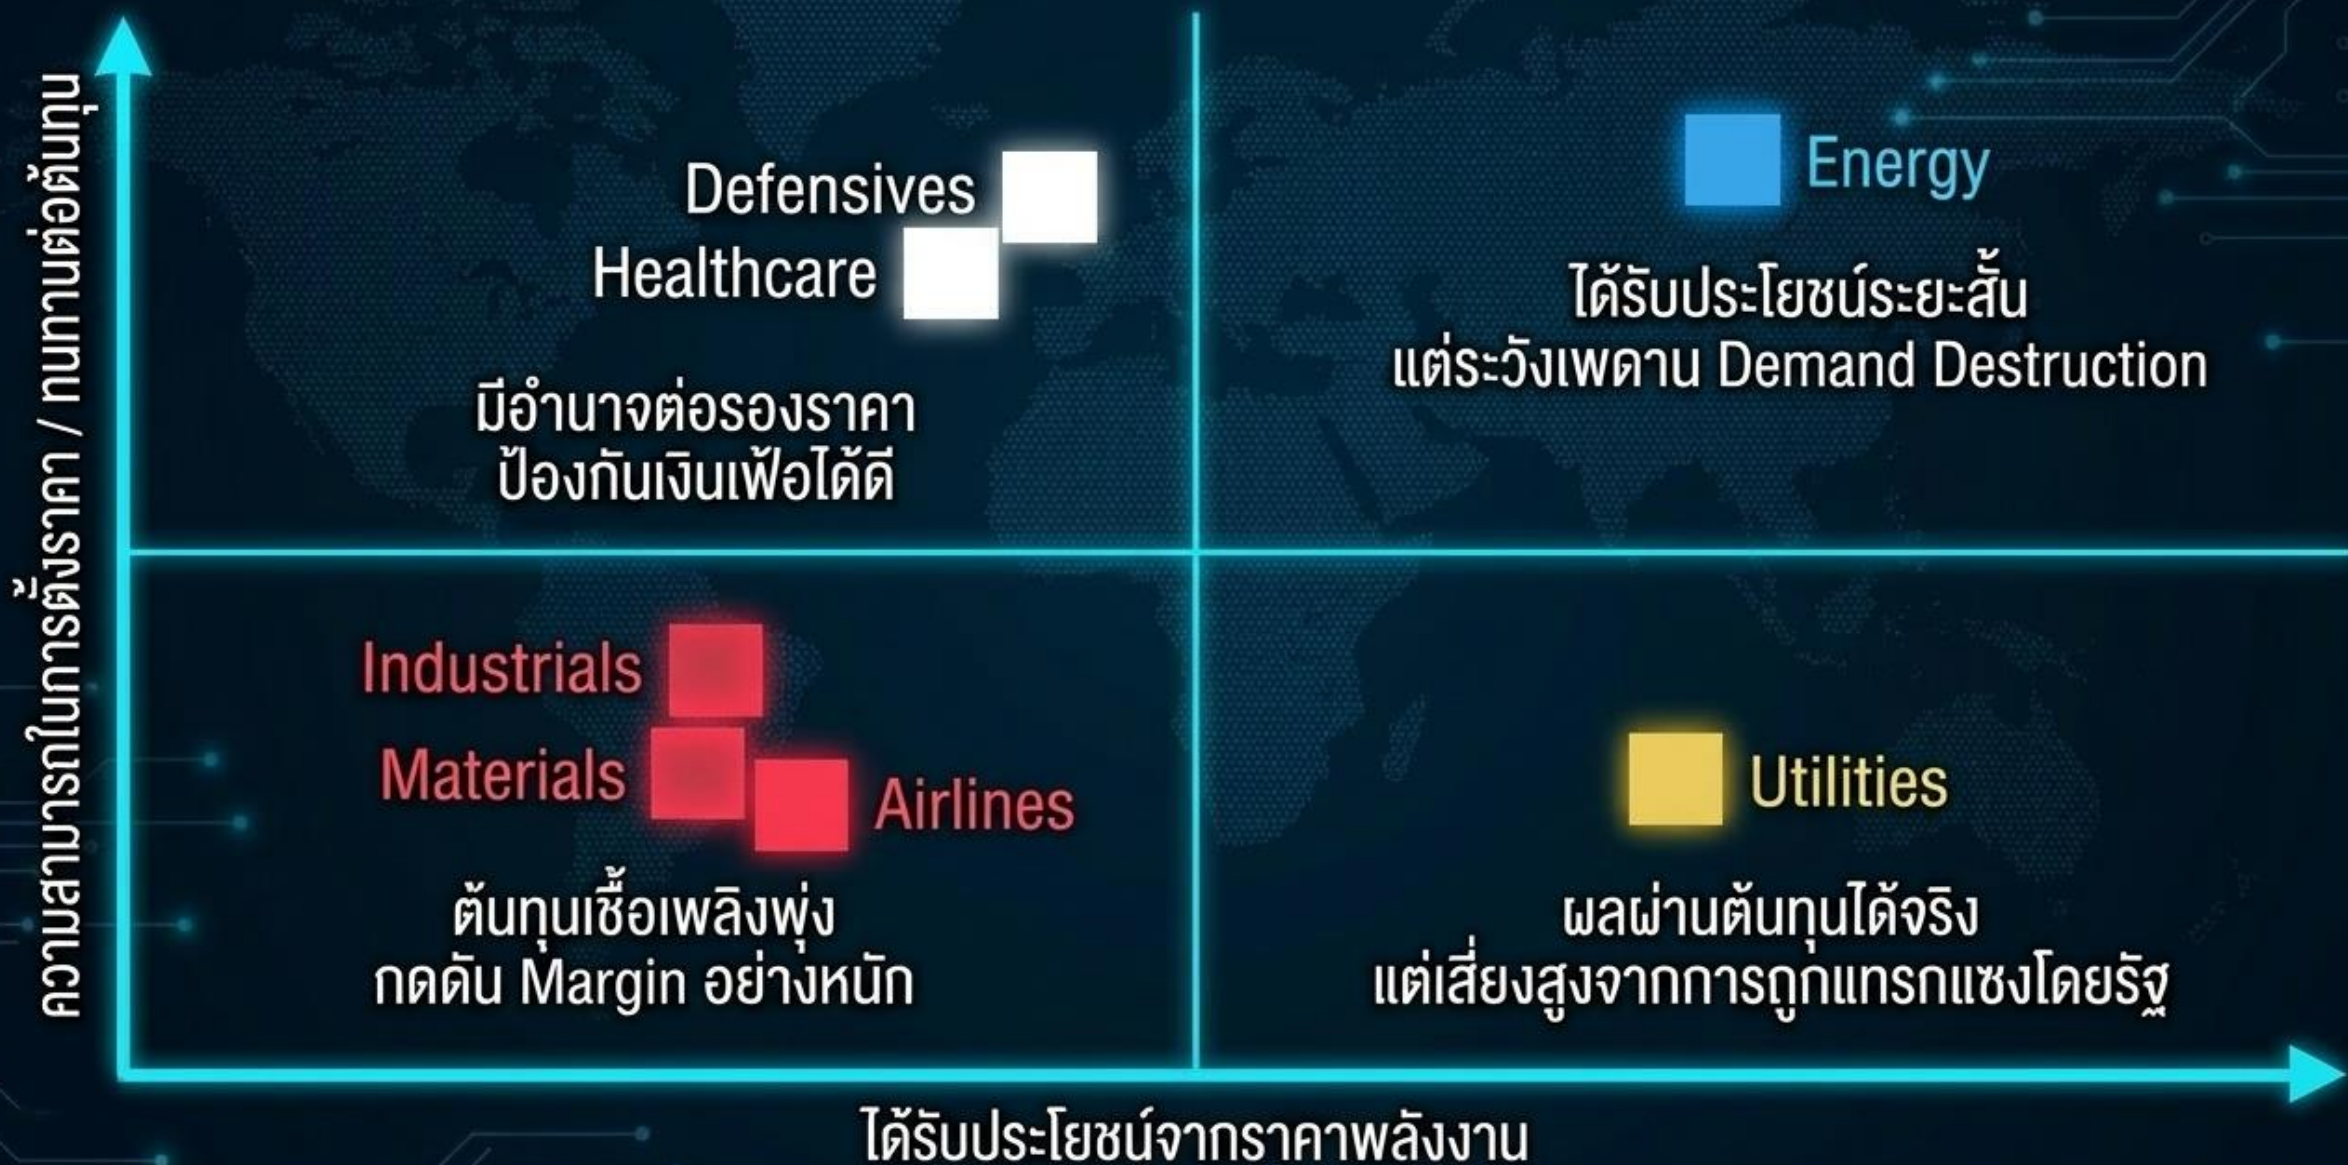 ความสามารถในการตั้งราคา / ทนทานต่อต้นทุน
Defensives
Healthcare
มีอำนาจต่อรองราคา
ป้องกันเงินเฟ้อได้ดี
Energy
ได้รับประโยชน์ระยะสั้น
แต่ระวังเพดาน Demand Destruction
Industrials
Materials
Airlines
ต้นทุนเชื้อเพลิงพุ่ง
กดดัน Margin อย่างหนัก
Utilities
ผลผ่านต้นทุนได้จริง
แต่เสี่ยงสูงจากการถูกแทรกแซงโดยรัฐ
ได้รับประโยชน์จากราคาพลังงาน